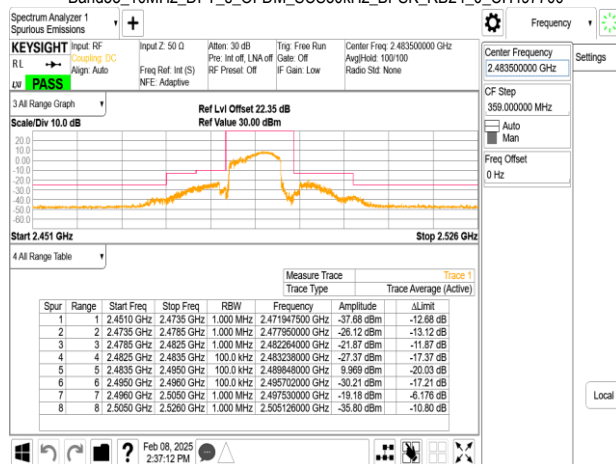 Spectrum Analyzer 1
Spurious Emissions
Frequency
KEYSIGHT Input: RF Input Z: 50 Ω Atten: 30 dB Trig: Free Run Center Freq: 2.483500000 GHz
RL Coupling: DC Pre: Int off, LNA off Gate: Off Avg|Hold: 100/100
Align: Auto Freq Ref: Int (S) RF Preset: Off IF Gain: Low Radio Std: None
PASS NFE: Adaptive
Center Frequency
2.483500000 GHz
Settings
CF Step
359.000000 MHz
Auto
Man
Freq Offset
0 Hz
3 All Range Graph
Ref Lvl Offset 22.35 dB
Scale/Div 10.0 dB Ref Value 30.00 dBm
20.0
10.0
0.00
-10.0
-20.0
-30.0
-40.0
-50.0
-60.0
Start 2.451 GHz Stop 2.526 GHz
4 All Range Table
Measure Trace Trace 1
Trace Type Trace Average (Active)
Spur Range Start Freq Stop Freq RBW Frequency Amplitude ΔLimit
1 1 2.4510 GHz 2.4735 GHz 1.000 MHz 2.471947500 GHz -37.68 dBm -12.68 dB
2 2 2.4735 GHz 2.4785 GHz 1.000 MHz 2.477950000 GHz -26.12 dBm -13.12 dB
3 3 2.4785 GHz 2.4825 GHz 1.000 MHz 2.482264000 GHz -21.87 dBm -11.87 dB
4 4 2.4825 GHz 2.4835 GHz 100.0 kHz 2.483238000 GHz -27.37 dBm -17.37 dB
5 5 2.4835 GHz 2.4950 GHz 100.0 kHz 2.489848000 GHz 9.969 dBm -20.03 dB
6 6 2.4950 GHz 2.4960 GHz 100.0 kHz 2.495702000 GHz -30.21 dBm -17.21 dB
7 7 2.4960 GHz 2.5050 GHz 1.000 MHz 2.497530000 GHz -19.18 dBm -6.176 dB
8 8 2.5050 GHz 2.5260 GHz 1.000 MHz 2.505126000 GHz -35.80 dBm -10.80 dB
Local
Feb 08, 2025
2:37:12 PM